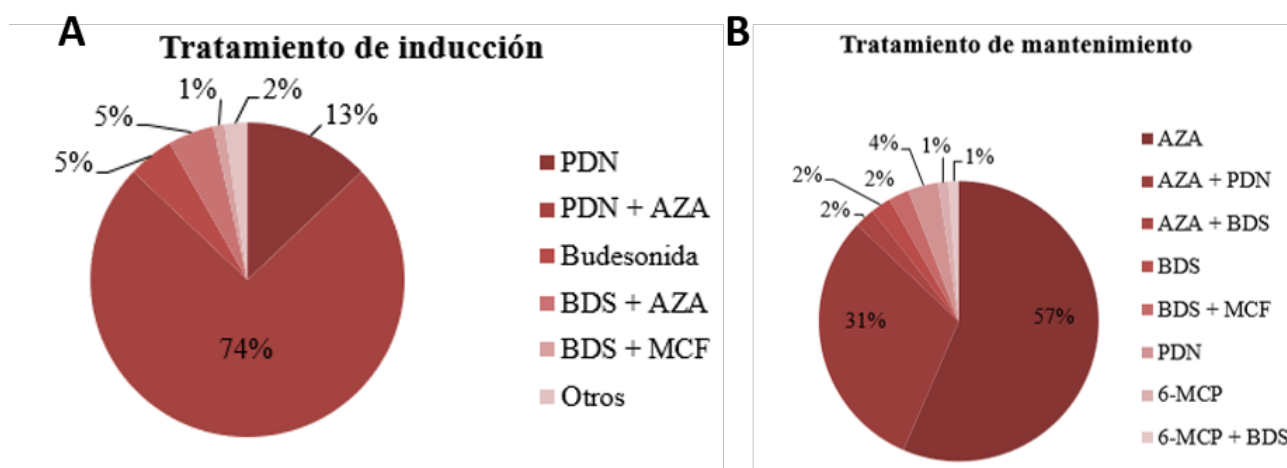 A
Tratamiento de inducción
1%
2%
5%
13%
5%
74%
PDN
PDN + AZA
Budesonida
BDS + AZA
BDS + MCF
Otros
B
Tratamiento de mantenimiento
4%
1%
1%
2%
2%
2%
31%
57%
AZA
AZA + PDN
AZA + BDS
BDS
BDS + MCF
PDN
6-MCP
6-MCP + BDS